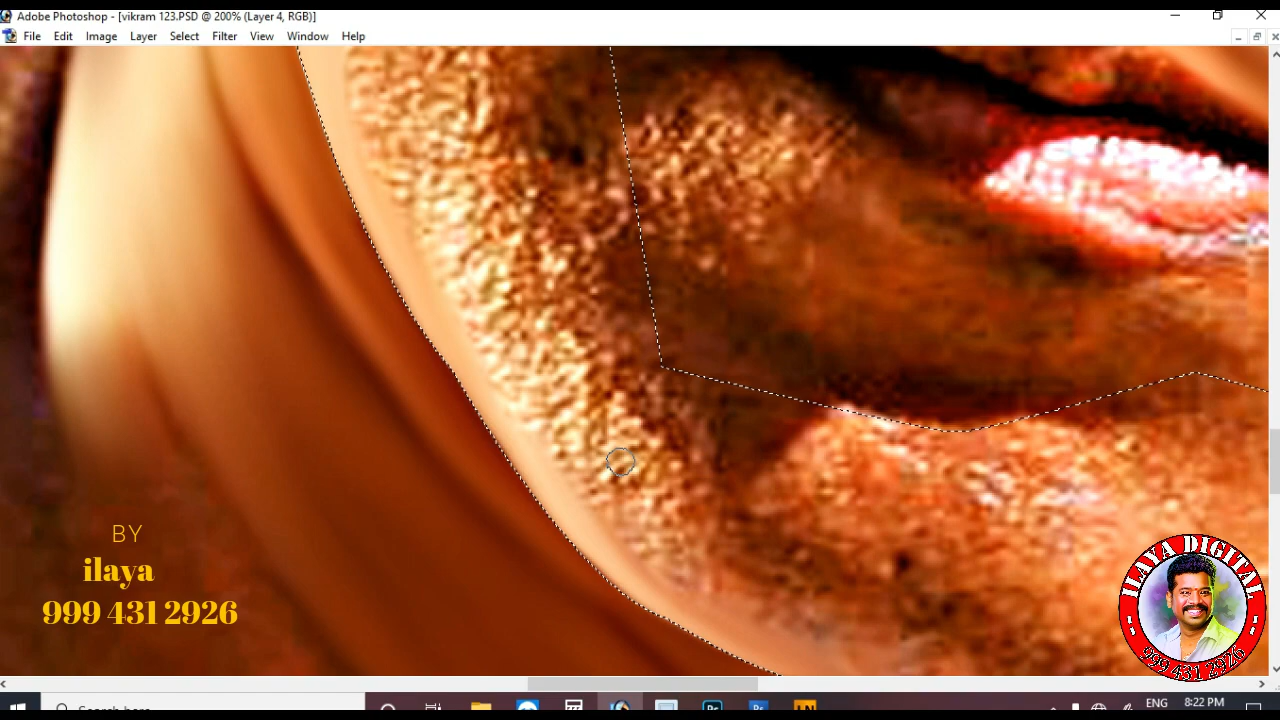 Adobe Photoshop - [vikram 123.PSD @ 200% (Layer 4, RGB)]
File Edit Image Layer Select Filter View Window Help
BY
ilaya
999 431 2926
ILAYA DIGITAL
999 431 2926
ENG 8:22 PM